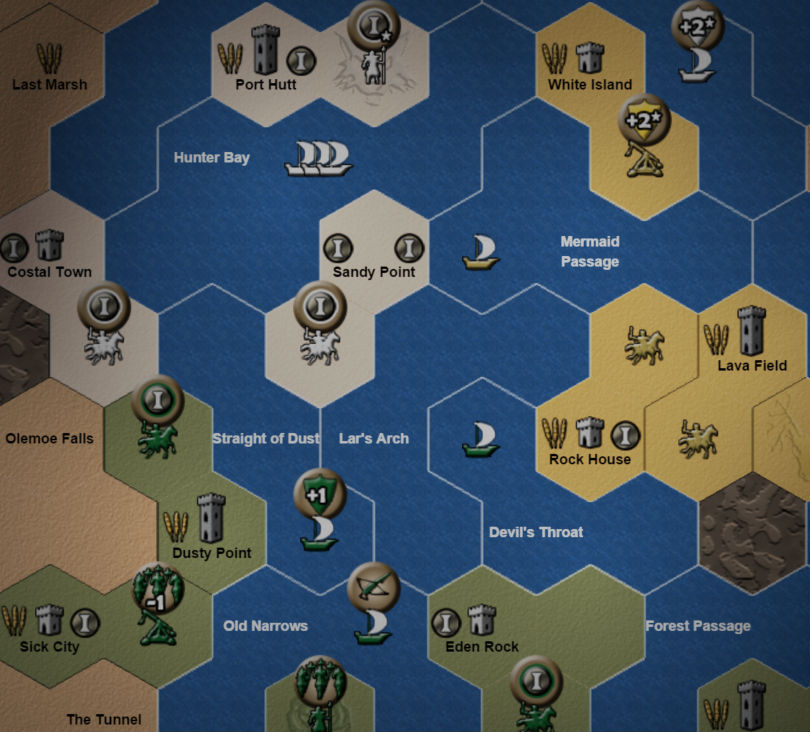 I
+2*
Last Marsh
I
Port Hutt
White Island
+2*
Hunter Bay
I
Costal Town
I
I
Sandy Point
Mermaid
Passage
I
I
Lava Field
I
Olemoe Falls
Straight of Dust
Lar's Arch
I
Rock House
+1
Dusty Point
Devil's Throat
-1
I
Sick City
Old Narrows
I
Eden Rock
Forest Passage
I
The Tunnel